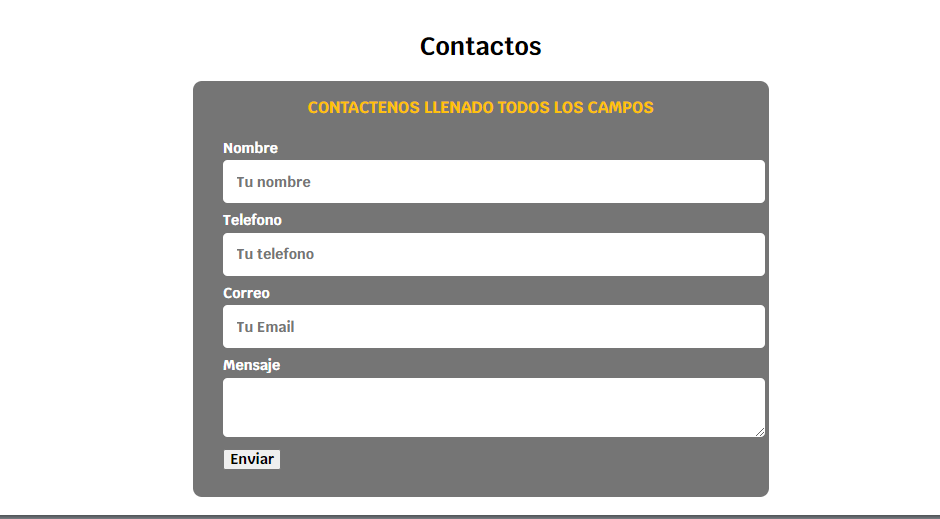 Contactos
CONTACTENOS LLENADO TODOS LOS CAMPOS
Nombre
Tu nombre
Telefono
Tu telefono
Correo
Tu Email
Mensaje
Enviar